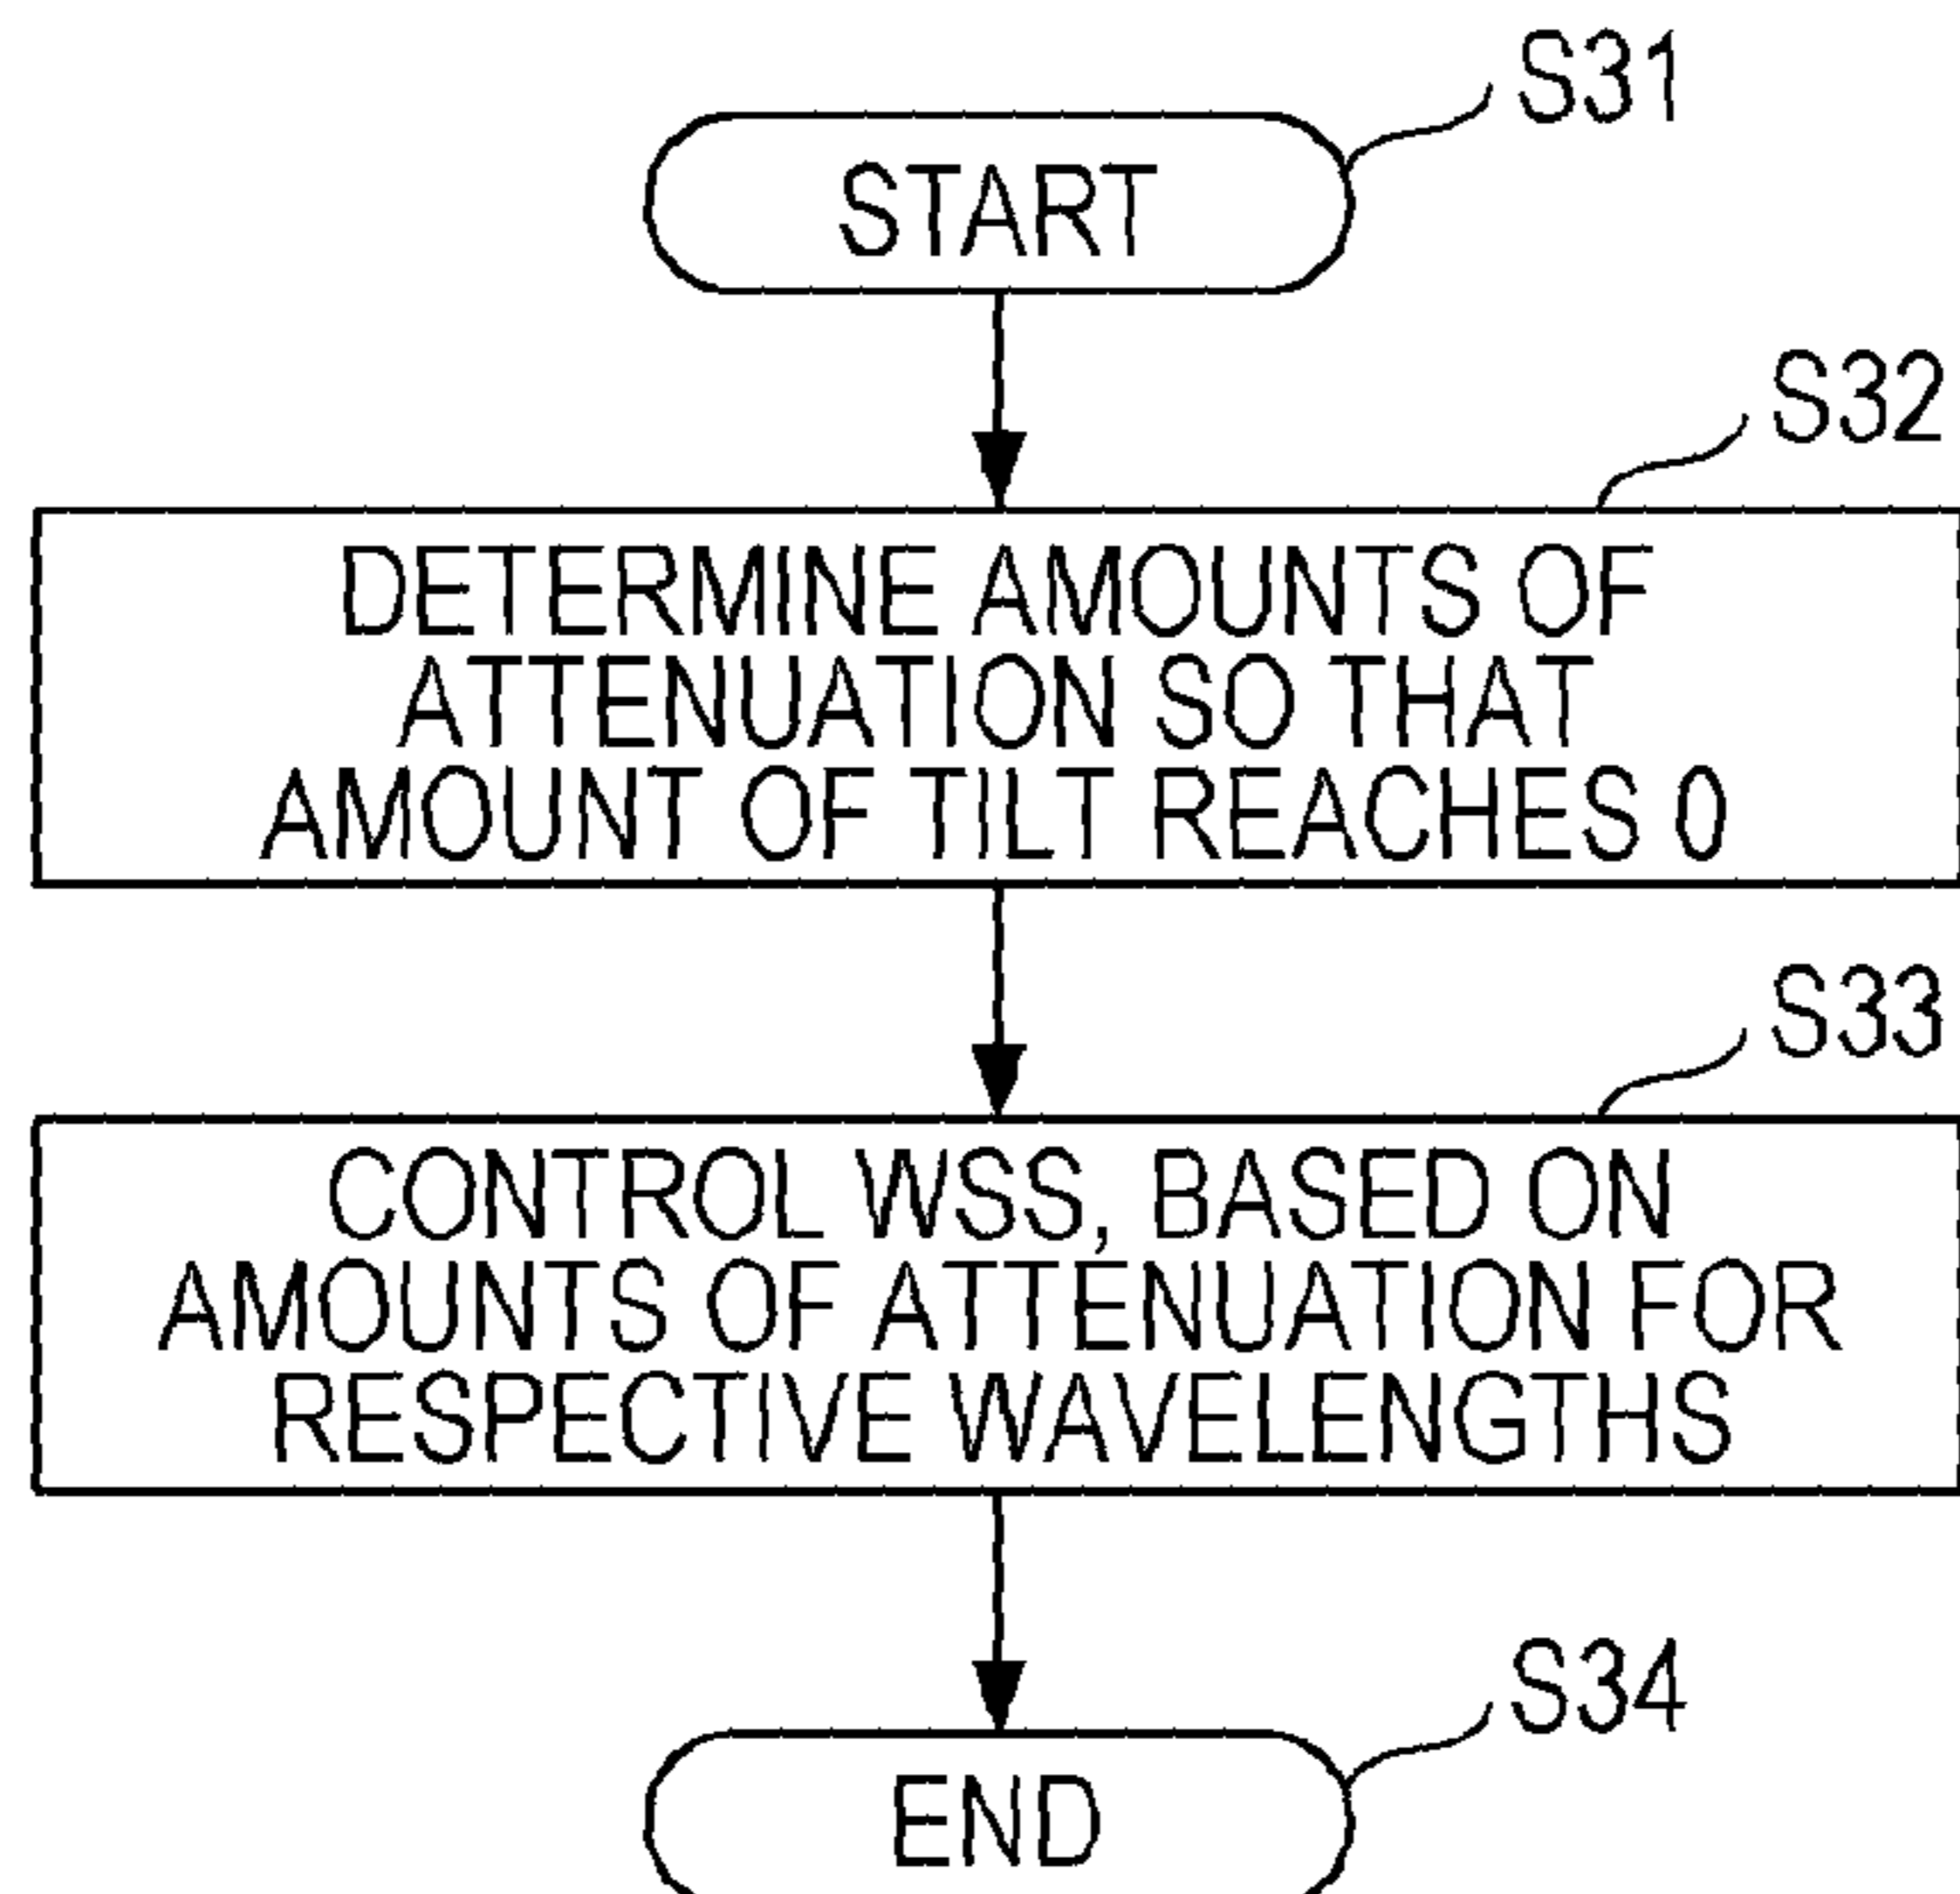 S31
START
S32
DETERMINE AMOUNTS OF
ATTENUATION SO THAT
AMOUNT OF TILT REACHES 0
S33
CONTROL WSS, BASED ON
AMOUNTS OF ATTENUATION FOR
RESPECTIVE WAVELENGTHS
S34
END